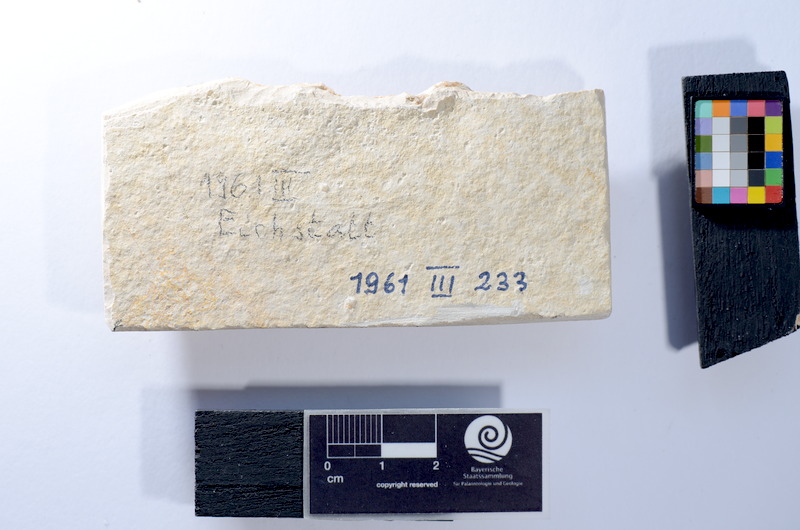 1961 III
Eichstätt
1961 III 233
0 1 2
cm
copyright reserved
Bayerische
Staatssammlung
für Paläontologie und Geologie